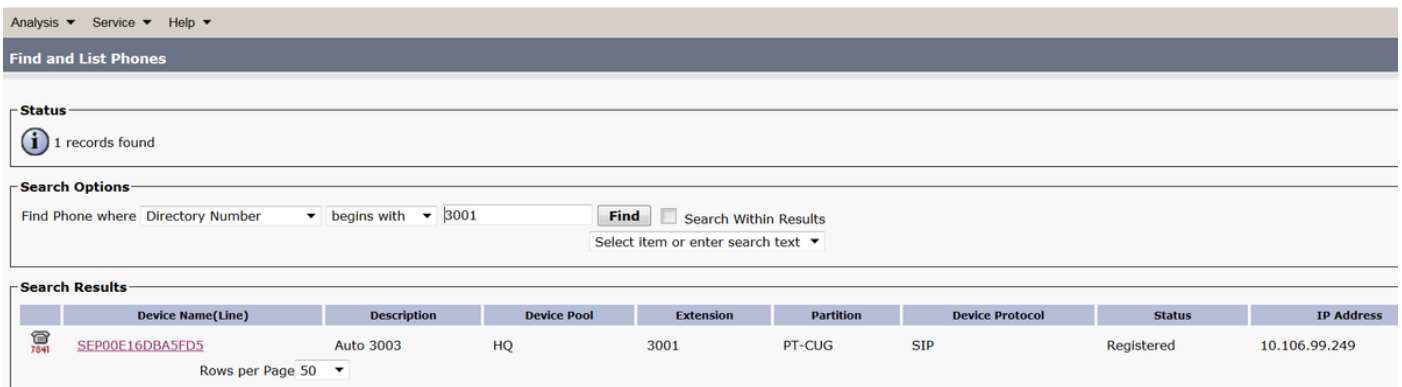 Analysis Service Help
Find and List Phones
Status
1 records found
Search Options
Find Phone where Directory Number begins with 3001 Find Search Within Results
Select item or enter search text
Search Results
Device Name(Line) Description Device Pool Extension Partition Device Protocol Status IP Address
7841 SEP00E16DBA5FD5 Auto 3003 HQ 3001 PT-CUG SIP Registered 10.106.99.249
Rows per Page 50